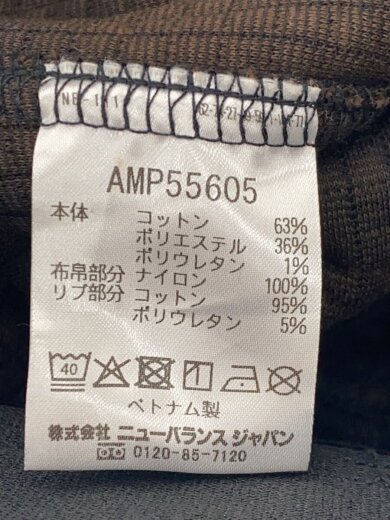 AMP55605
本体 コットン 63%
ポリエステル 36%
ポリウレタン 1%
布帛部分 ナイロン 100%
リブ部分 コットン 95%
ポリウレタン 5%
40
ベトナム製
株式会社 ニューバランス ジャパン
0120-85-7120